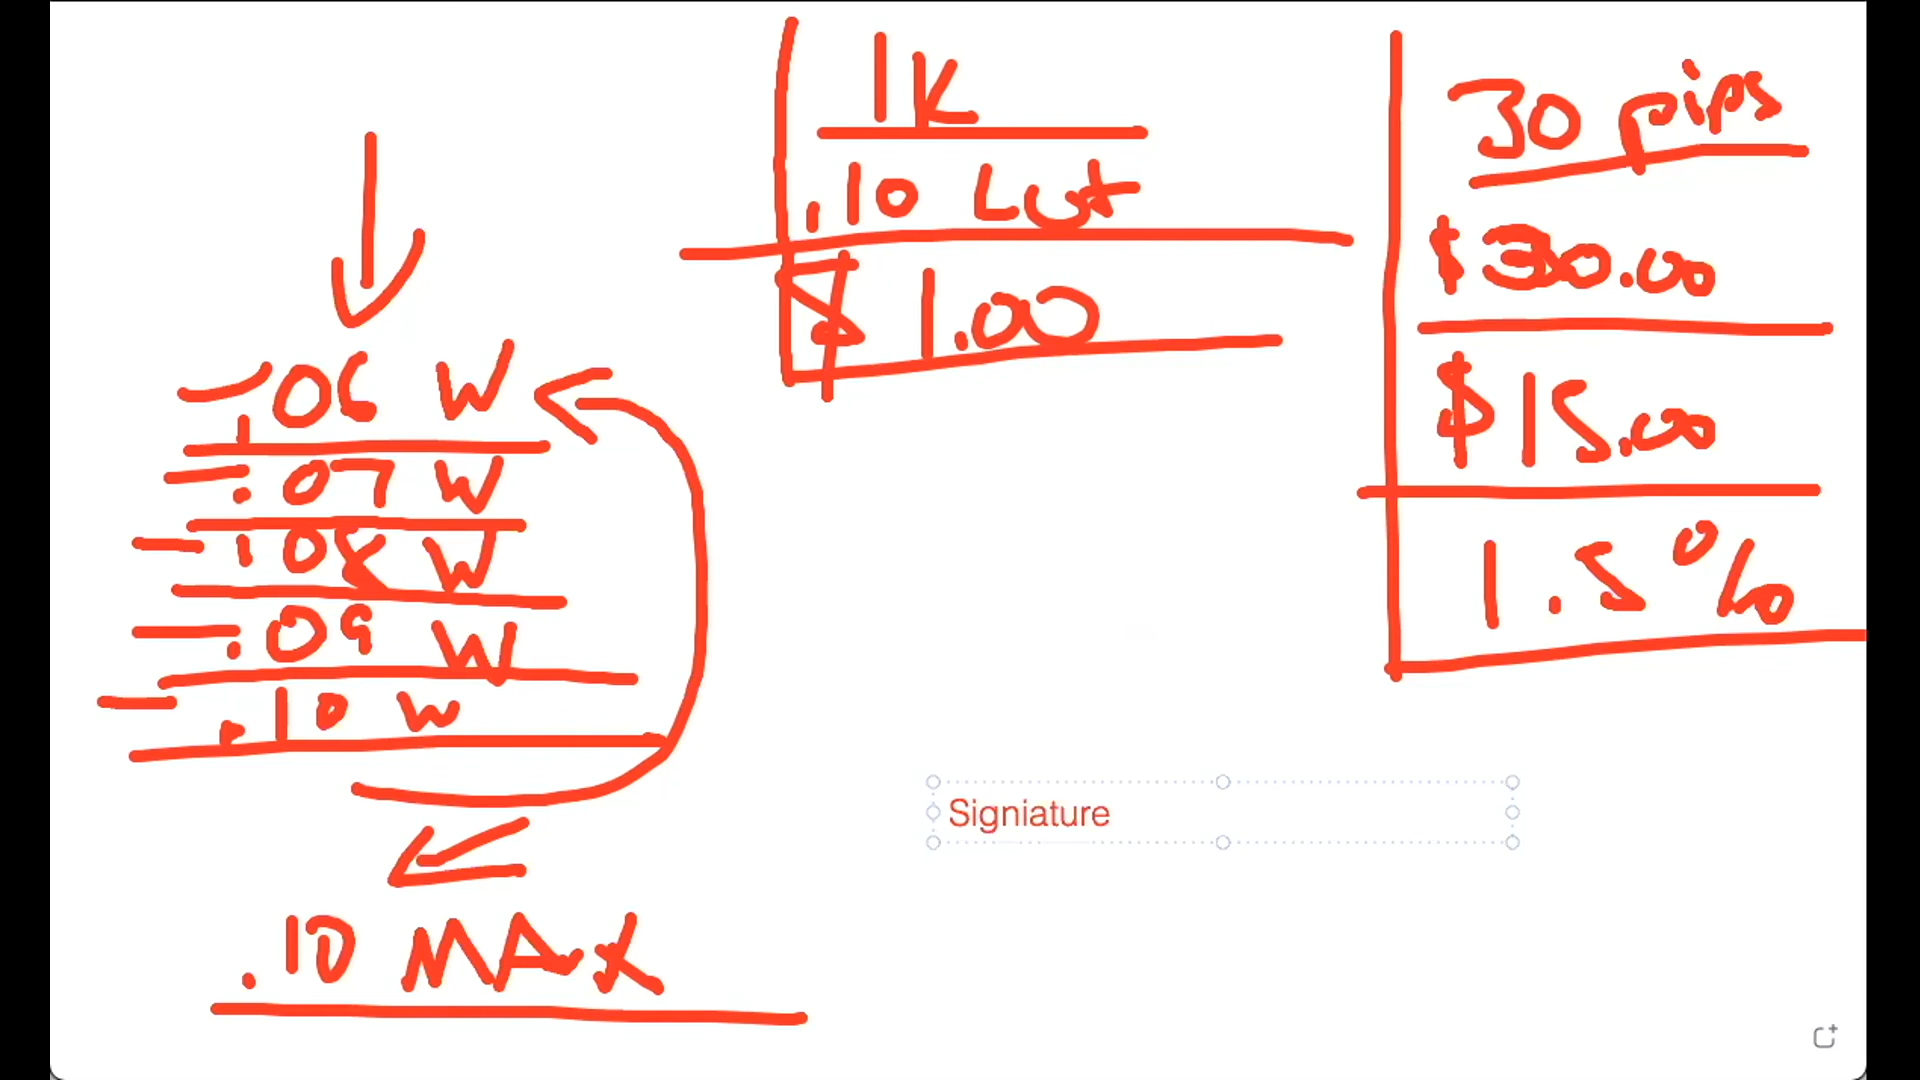 .06 W
.07 W
.08 W
.09 W
.10 W
.10 MAX
1K
.10 Lot
$ 1.00
30 pips
$30.00
$15.00
1.5%
Signiature